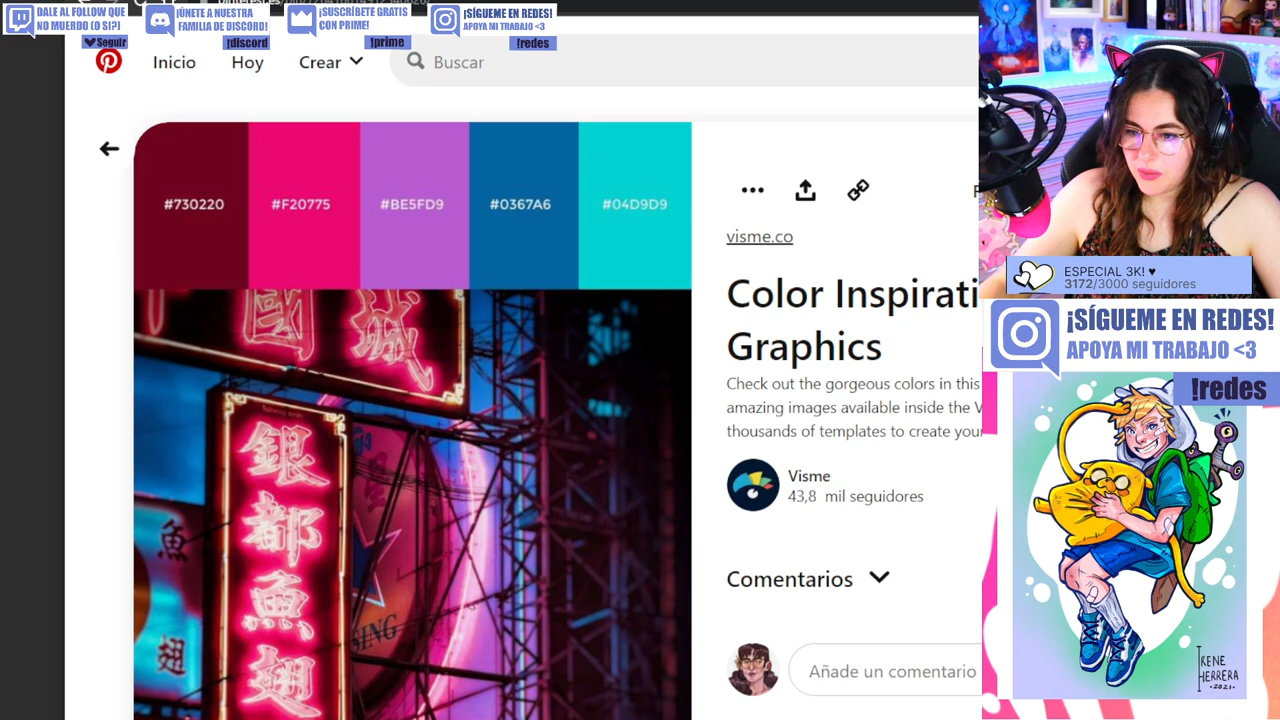 DALE AL FOLLOW QUE
NO MUERDO (O SI?)
Seguir
¡ÚNETE A NUESTRA
FAMILIA DE DISCORD!
!discord
¡SUSCRÍBETE GRATIS
CON PRIME!
!prime
¡SÍGUEME EN REDES!
APOYA MI TRABAJO <3
!redes
Inicio
Hoy
Crear
Buscar
#730220
#F20775
#BE5FD9
#0367A6
#04D9D9
國城
銀都魚翅
魚
翅
SING
visme.co
Color Inspirati
Graphics
Check out the gorgeous colors in this
amazing images available inside the V
thousands of templates to create your
Visme
43,8 mil seguidores
Comentarios
Añade un comentario
ESPECIAL 3K! ♥
3172/3000 seguidores
¡SÍGUEME EN REDES!
APOYA MI TRABAJO <3
!redes
IRENE
HERRERA
·2021·